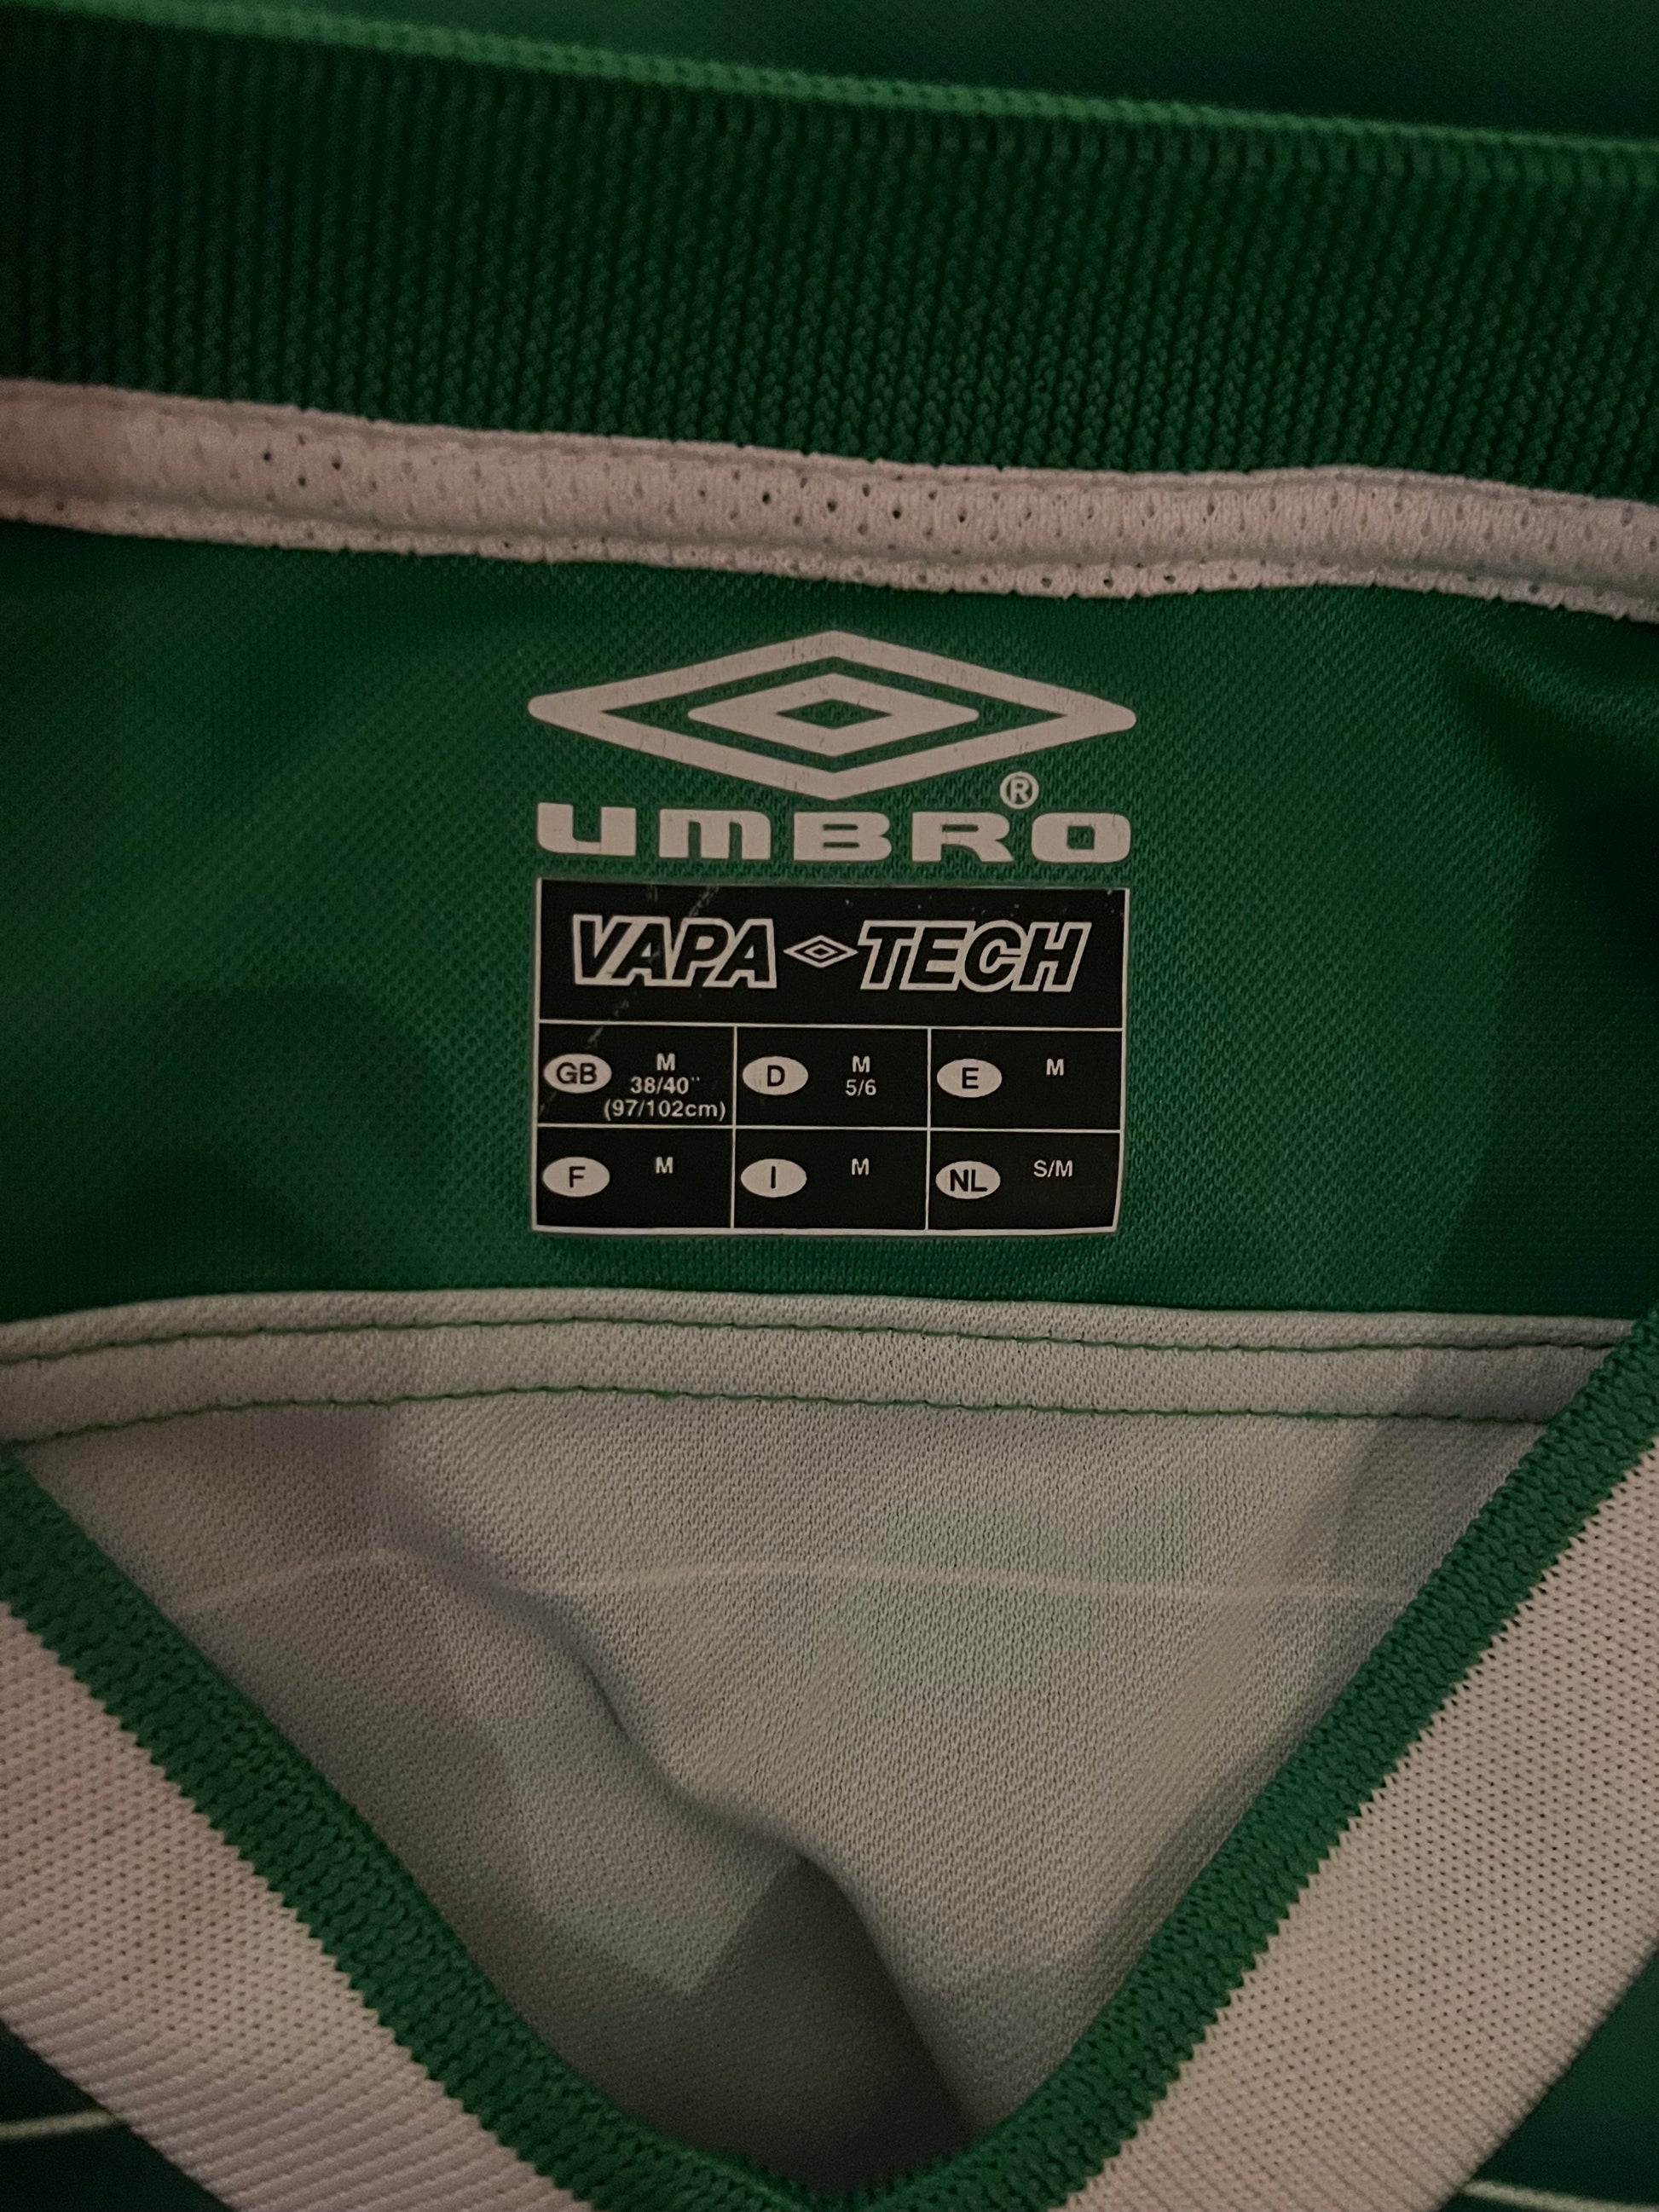 ®
UMBRO
VAPA TECH
GB M D M E M
38/40" 5/6
(97/102cm)
F M I M NL S/M